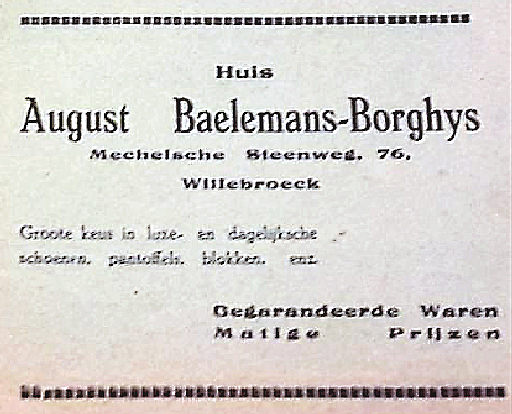 Huis
August Baelemans-Borghys
Mechelsche Steenweg, 76,
Willebroeck
Groote keus in luxe- en dagelijksche
schoenen, pantoffels, blokken, enz.
Gegarandeerde Waren
Matige Prijzen